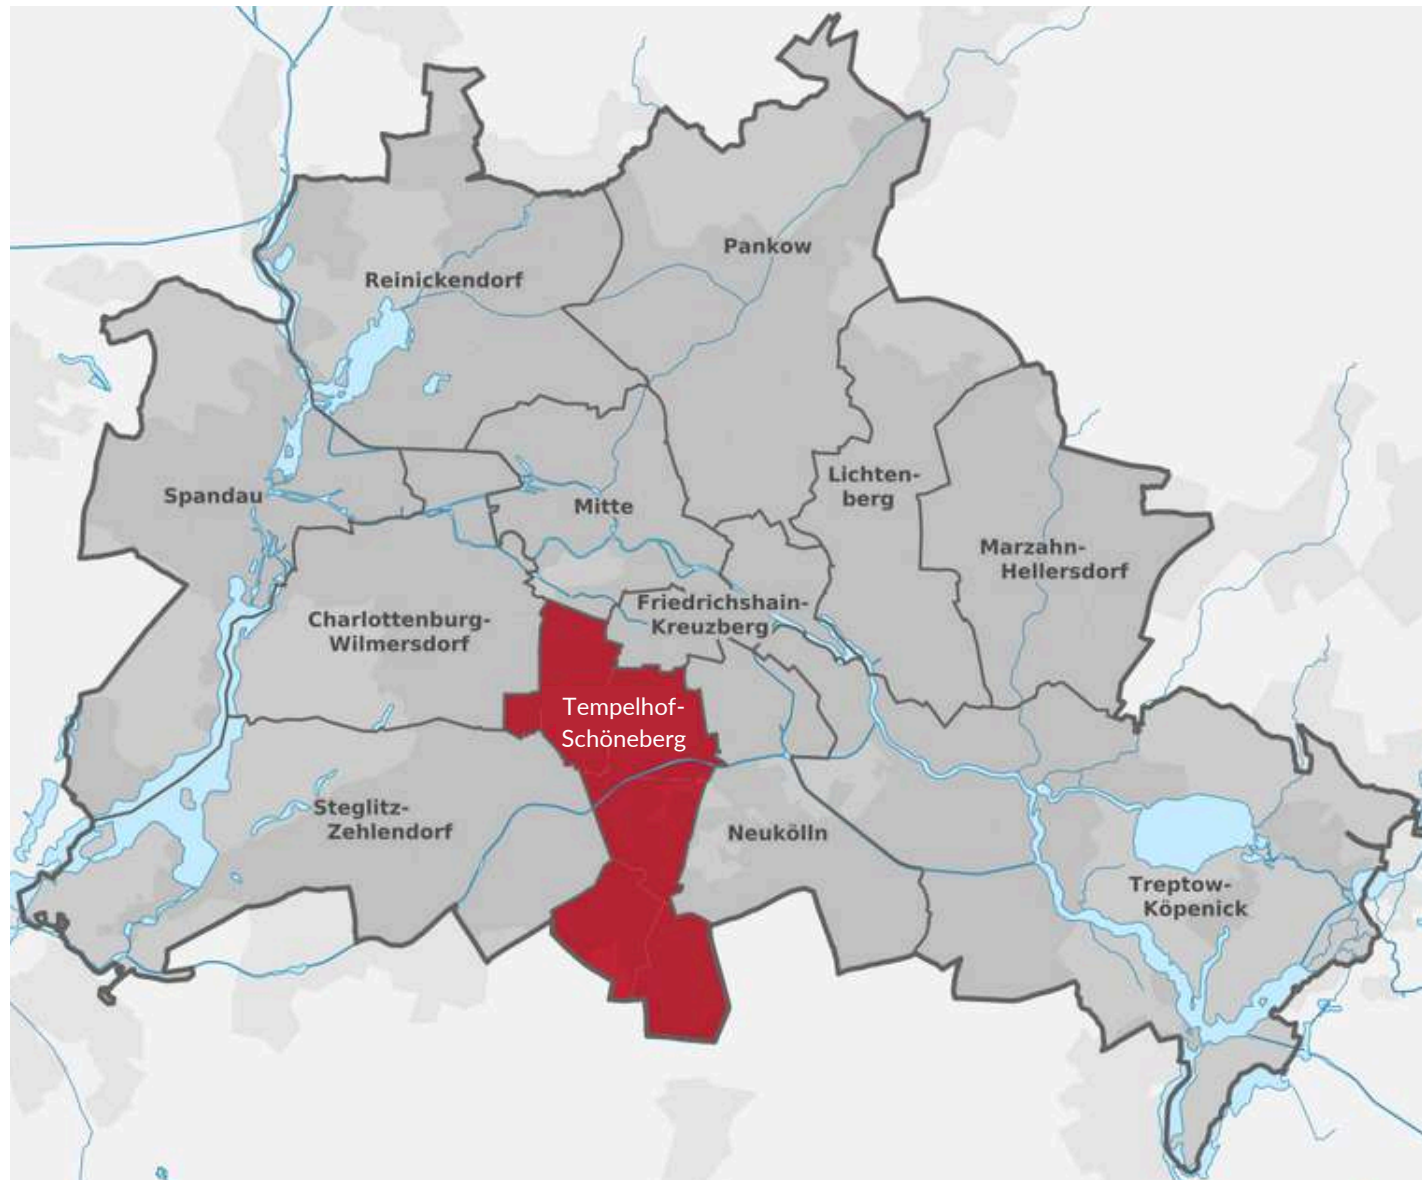 Pankow
Reinickendorf
Lichten-
berg
Spandau
Mitte
Marzahn-
Hellersdorf
Friedrichshain-
Kreuzberg
Charlottenburg-
Wilmersdorf
Tempelhof-
Schöneberg
Steglitz-
Zehlendorf
Neukölln
Treptow-
Köpenick